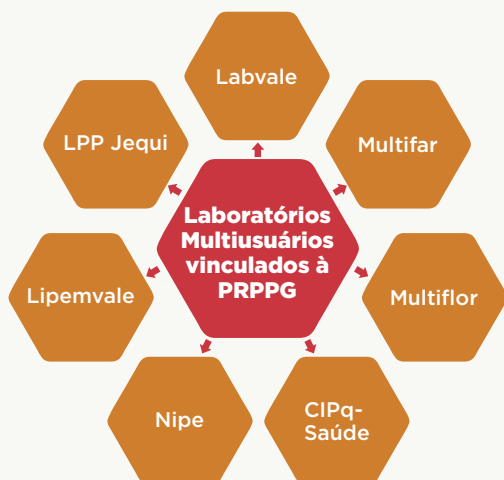 Labvale
LPP Jequi
Multifar
Laboratórios
Multiusuários
vinculados à
PRPPG
Lipemvale
Multiflor
Nipe
CIPq-
Saúde